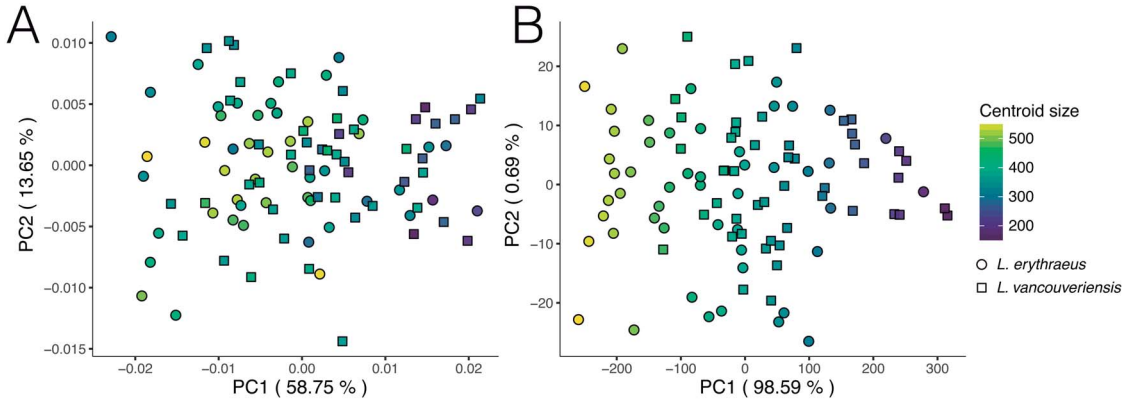 A
B
0.010
0.005
0.000
−0.005
−0.010
−0.015
PC2 ( 13.65 % )
−0.02
−0.01
0.00
0.01
0.02
PC1 ( 58.75 % )
20
10
0
−10
−20
PC2 ( 0.69 % )
−200
−100
0
100
200
300
PC1 ( 98.59 % )
Centroid size
500
400
300
200
L. erythraeus
L. vancouveriensis